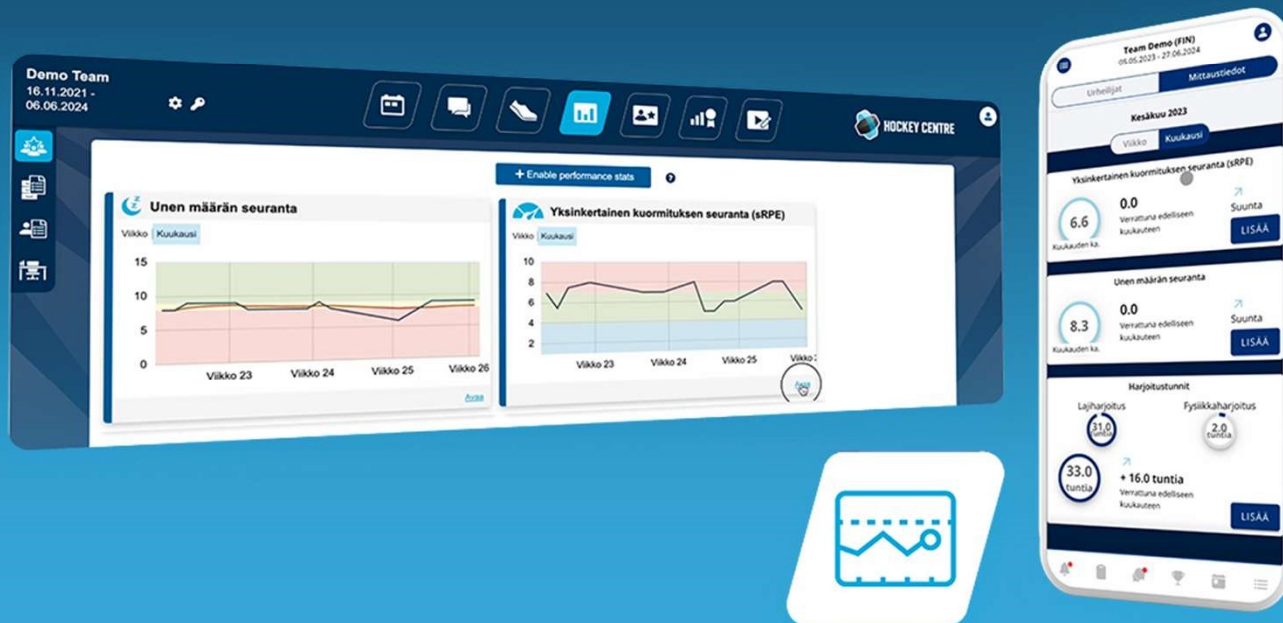 Demo Team
16.11.2021 -
06.06.2024
HOCKEY CENTRE
+ Enable performance stats
?
Unen määrän seuranta
Viikko Kuukausi
15
10
5
0
Viikko 23 Viikko 24 Viikko 25 Viikko 26
Avaa
Yksinkertainen kuormituksen seuranta (sRPE)
Viikko Kuukausi
10
8
6
4
2
Viikko 23 Viikko 24 Viikko 25 Viikko
Avaa
Team Demo (FIN)
05.05.2023 - 27.06.2024
Urheilijat Mittaustiedot
Kesäkuu 2023
Viikko Kuukausi
Yksinkertainen kuormituksen seuranta (sRPE)
6.6
Kuukauden ka.
0.0
Verrattuna edelliseen
kuukauteen
Suunta
LISÄÄ
Unen määrän seuranta
8.3
Kuukauden ka.
0.0
Verrattuna edelliseen
kuukauteen
Suunta
LISÄÄ
Harjoitustunnit
Lajiharjoitus Fysiikkaharjoitus
31.0
tuntia
2.0
tuntia
33.0
tuntia
+ 16.0 tuntia
Verrattuna edelliseen
kuukauteen
LISÄÄ